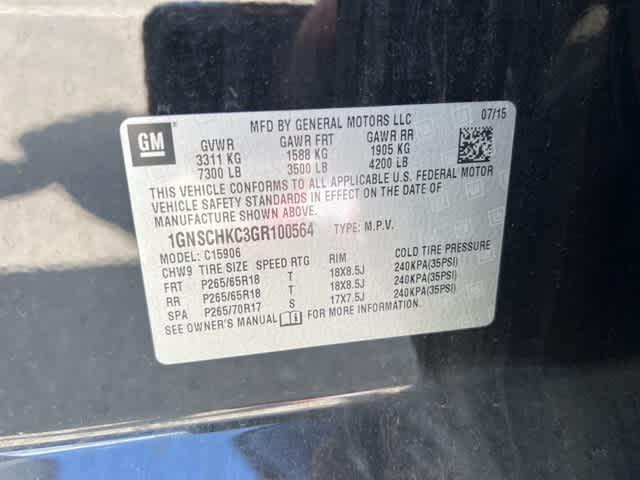 MFD BY GENERAL MOTORS LLC 07/15
GM
GVWR GAWR FRT GAWR RR
3311 KG 1588 KG 1905 KG
7300 LB 3500 LB 4200 LB
THIS VEHICLE CONFORMS TO ALL APPLICABLE U.S. FEDERAL MOTOR
VEHICLE SAFETY STANDARDS IN EFFECT ON THE DATE OF
MANUFACTURE SHOWN ABOVE.
1GNSCHKC3GR100564 TYPE: M.P.V.
MODEL: C15906
CHW9 TIRE SIZE SPEED RTG RIM COLD TIRE PRESSURE
FRT P265/65R18 T 18X8.5J 240KPA(35PSI)
RR P265/65R18 T 18X8.5J 240KPA(35PSI)
SPA P265/70R17 S 17X7.5J 240KPA(35PSI)
SEE OWNER'S MANUAL FOR MORE INFORMATION.